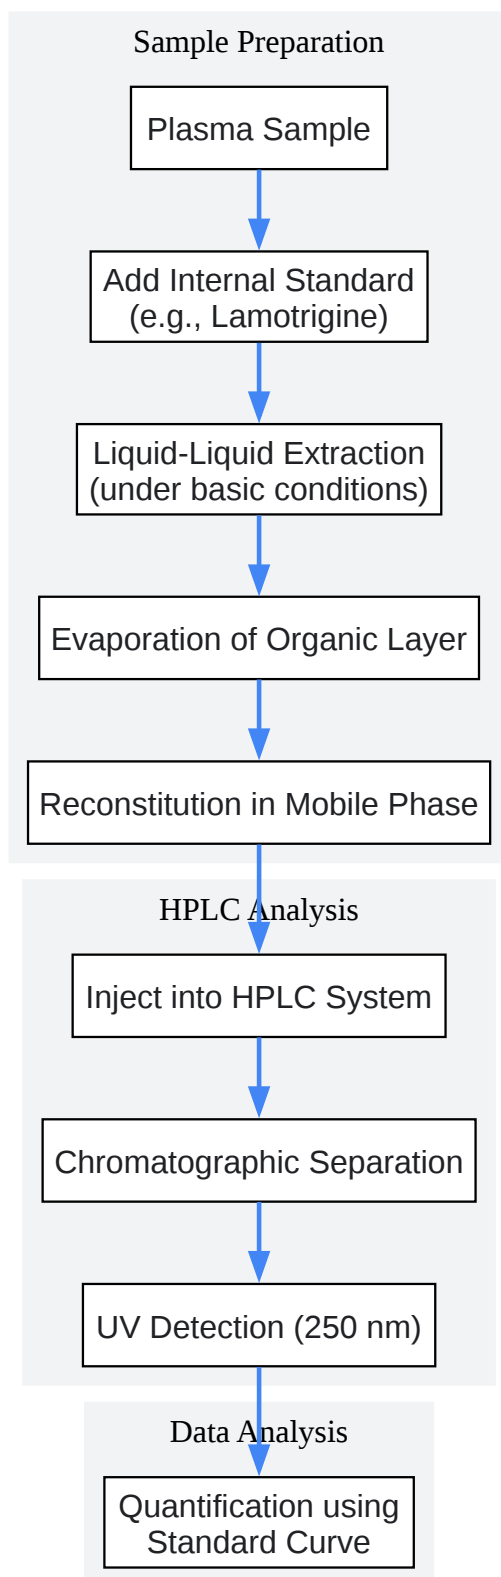 Sample Preparation
Plasma Sample
Add Internal Standard
(e.g., Lamotrigine)
Liquid-Liquid Extraction
(under basic conditions)
Evaporation of Organic Layer
Reconstitution in Mobile Phase
HPLC Analysis
Inject into HPLC System
Chromatographic Separation
UV Detection (250 nm)
Data Analysis
Quantification using
Standard Curve